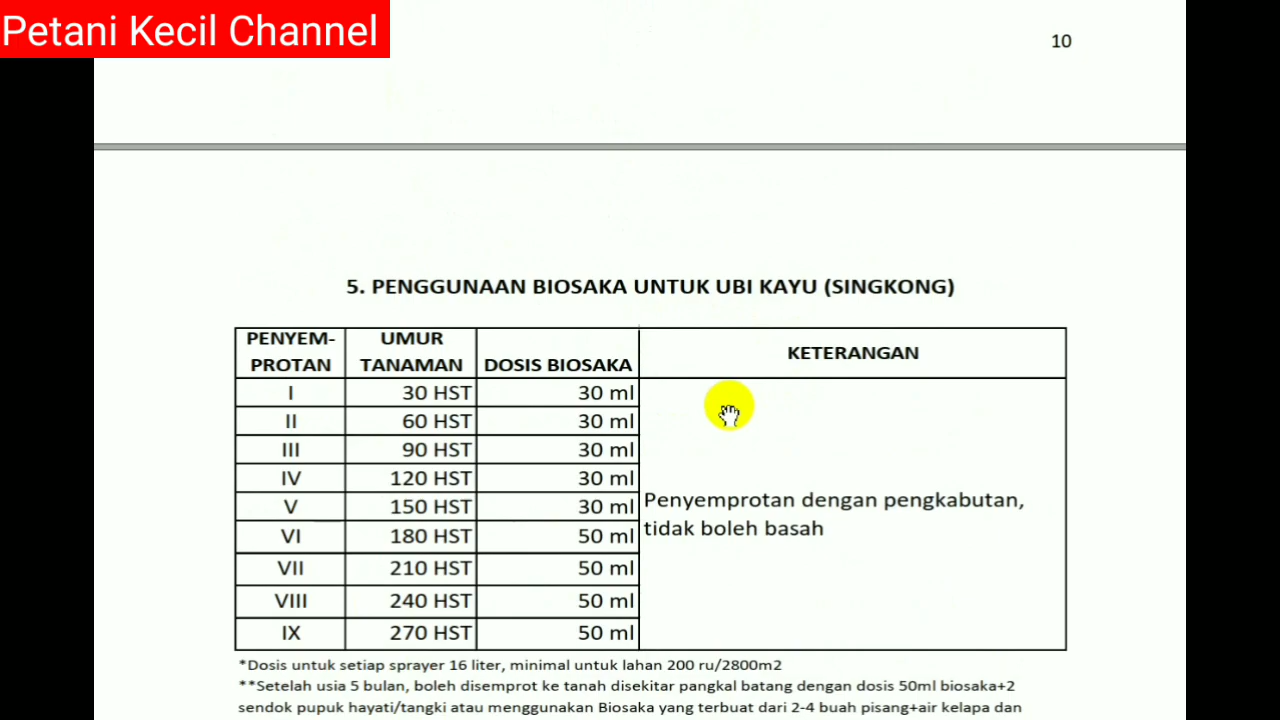 Petani Kecil Channel
10
5. PENGGUNAAN BIOSAKA UNTUK UBI KAYU (SINGKONG)
PENYEM-PROTAN UMUR TANAMAN DOSIS BIOSAKA KETERANGAN
I 30 HST 30 ml
II 60 HST 30 ml
III 90 HST 30 ml
IV 120 HST 30 ml
V 150 HST 30 ml
VI 180 HST 50 ml
VII 210 HST 50 ml
VIII 240 HST 50 ml
IX 270 HST 50 ml
Penyemprotan dengan pengkabutan,
tidak boleh basah
*Dosis untuk setiap sprayer 16 liter, minimal untuk lahan 200 ru/2800m2
**Setelah usia 5 bulan, boleh disemprot ke tanah disekitar pangkal batang dengan dosis 50ml biosaka+2
sendok pupuk hayati/tangki atau menggunakan Biosaka yang terbuat dari 2-4 buah pisang+air kelapa dan